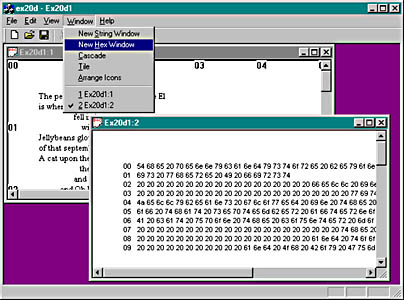 ex20d - Ex20d1
File Edit View Window Help
New String Window
New Hex Window
Cascade
Tile
Arrange Icons
1 Ex20d1:1
2 Ex20d1:2
Ex20d1:1
00 03 04
The pe El
is where
fell
01 wi
Jellybeans glo
of that septem
A cat upon the
and
02 and Oh
Ex20d1:2
00 54 68 65 20 70 65 6e 6e 79 63 61 6e 64 79 73 74 6f 72 65 20 62 65 79 6f 6e
01 69 73 20 77 68 65 72 65 20 49 20 66 69 72 73 74
02 20 20 20 20 20 20 20 20 20 20 20 20 20 20 20 20 20 20 66 65 6c 6c 20 69 6e
03 20 20 20 20 20 20 20 20 20 20 20 20 20 20 20 20 20 20 20 20 20 20 77 69 74
04 4a 65 6c 6c 79 62 65 61 6e 73 20 67 6c 6f 77 65 64 20 69 6e 20 74 68 65 20
05 6f 66 20 74 68 61 74 20 73 65 70 74 65 6d 62 65 72 20 61 66 74 65 72 6e 6f
06 41 20 63 61 74 20 75 70 6f 6e 20 74 68 65 20 63 6f 75 6e 74 65 72 20 6d 6f
07 20 20 20 20 20 20 20 20 20 20 20 20 20 20 20 20 20 20 20 20 74 68 65 20
08 20 20 20 20 20 20 20 20 20 20 20 20 20 20 20 20 20 61 6e 64 20 74 6f 61 6f
09 20 20 20 20 20 20 20 20 20 20 61 6e 64 20 4f 68 20 42 6f 79 20 47 75 6d